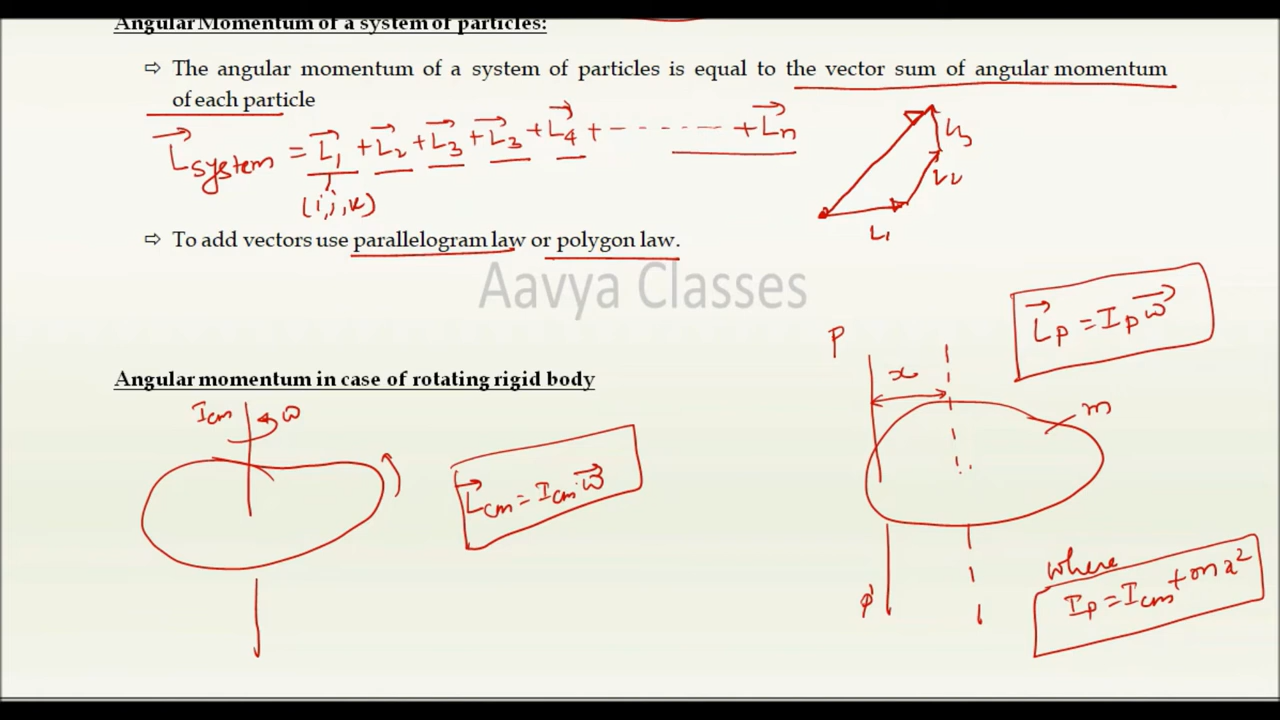 Angular Momentum of a system of particles:
⇨ The angular momentum of a system of particles is equal to the vector sum of angular momentum
of each particle
L⃗system = L⃗1 + L⃗2 + L⃗3 + L⃗3 + L⃗4 + - - - - - - - + L⃗n
(i, j, k)
L1
L2
L3
⇨ To add vectors use parallelogram law or polygon law.
Aavya Classes
L⃗P = IP ω⃗
P
x
m
Angular momentum in case of rotating rigid body
Icm ω
L⃗cm = Icm . ω⃗
where
IP = Icm + mx²
P'